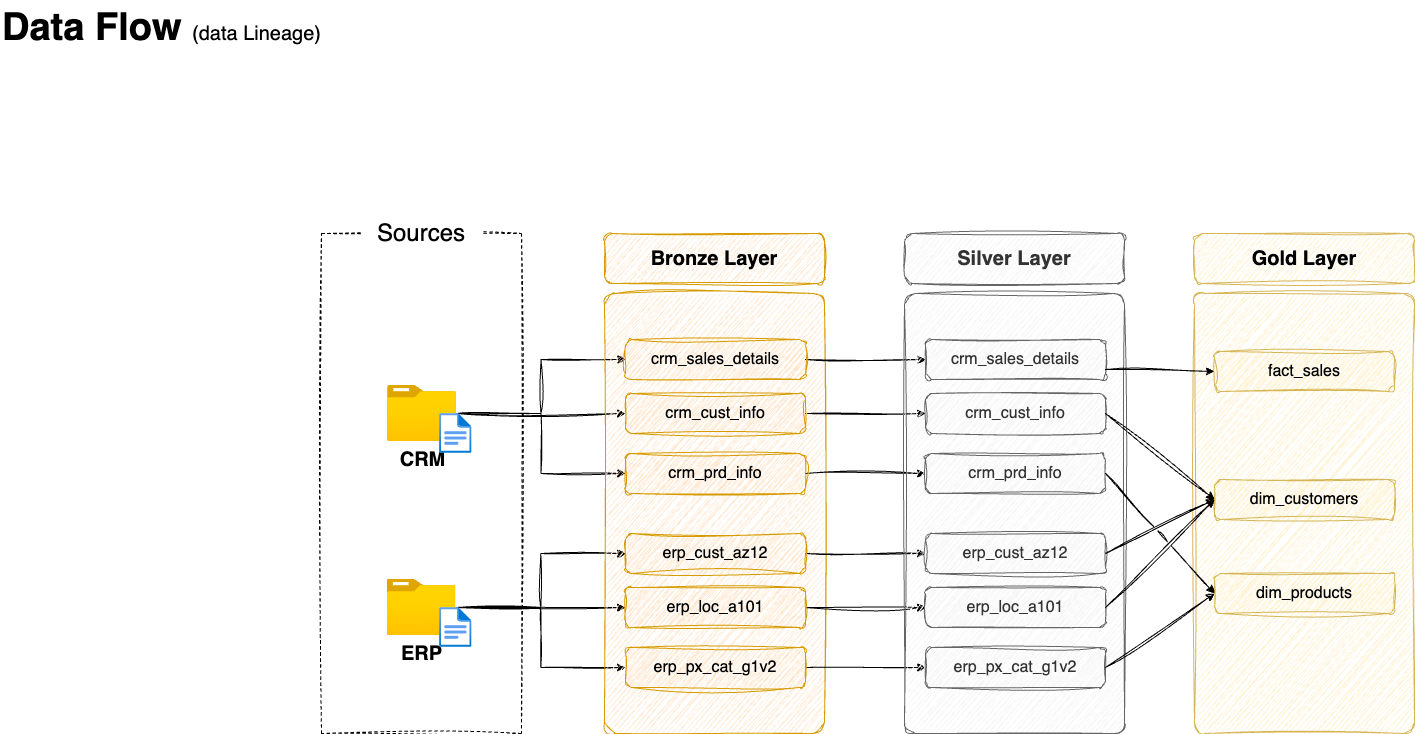 Data Flow (data Lineage)
Sources
Bronze Layer
Silver Layer
Gold Layer
CRM
ERP
crm_sales_details
crm_cust_info
crm_prd_info
erp_cust_az12
erp_loc_a101
erp_px_cat_g1v2
crm_sales_details
crm_cust_info
crm_prd_info
erp_cust_az12
erp_loc_a101
erp_px_cat_g1v2
fact_sales
dim_customers
dim_products